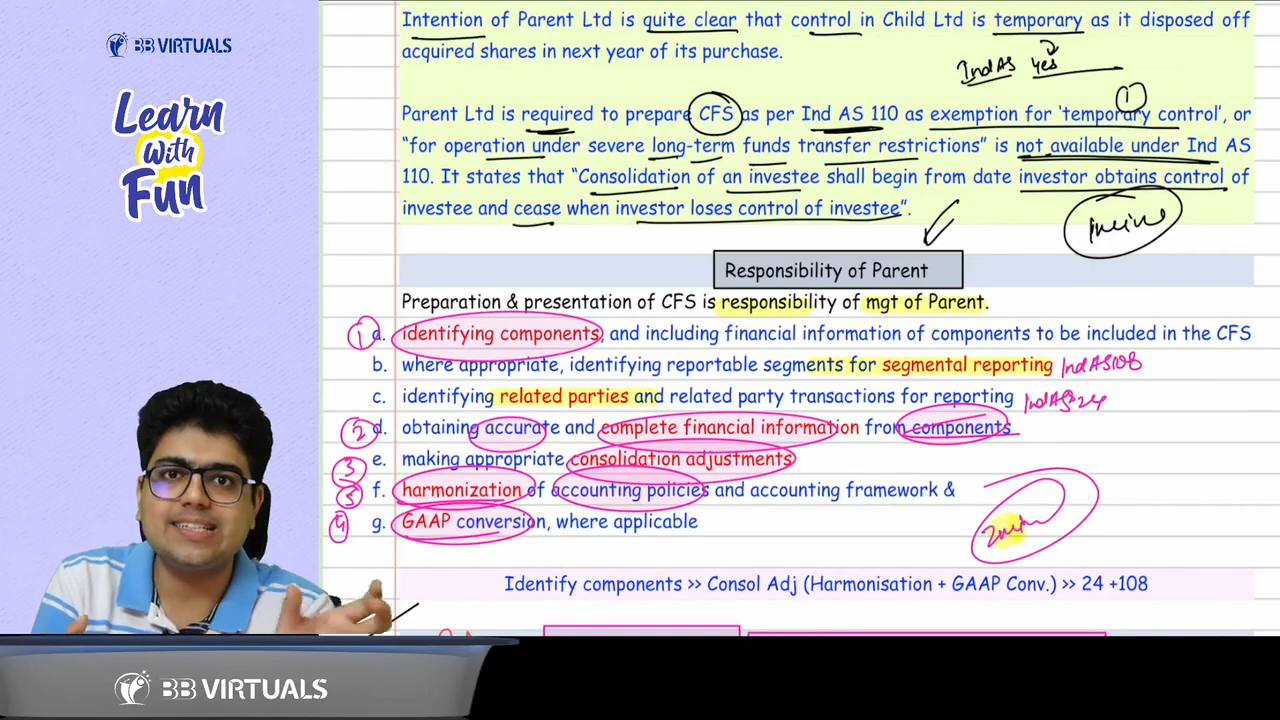 BB VIRTUALS
Learn
With
Fun
Intention of Parent Ltd is quite clear that control in Child Ltd is temporary as it disposed off
acquired shares in next year of its purchase.
Ind AS Yes
1
Parent Ltd is required to prepare CFS as per Ind AS 110 as exemption for 'temporary control', or
"for operation under severe long-term funds transfer restrictions" is not available under Ind AS
110. It states that "Consolidation of an investee shall begin from date investor obtains control of
investee and cease when investor loses control of investee".
Responsibility of Parent
Preparation & presentation of CFS is responsibility of mgt of Parent.
1 a. identifying components, and including financial information of components to be included in the CFS
b. where appropriate, identifying reportable segments for segmental reporting Ind AS 108
c. identifying related parties and related party transactions for reporting Ind AS 24
2 d. obtaining accurate and complete financial information from components
3 e. making appropriate consolidation adjustments
5 f. harmonization of accounting policies and accounting framework &
4 g. GAAP conversion, where applicable
Identify components >> Consol Adj (Harmonisation + GAAP Conv.) >> 24 +108
BB VIRTUALS